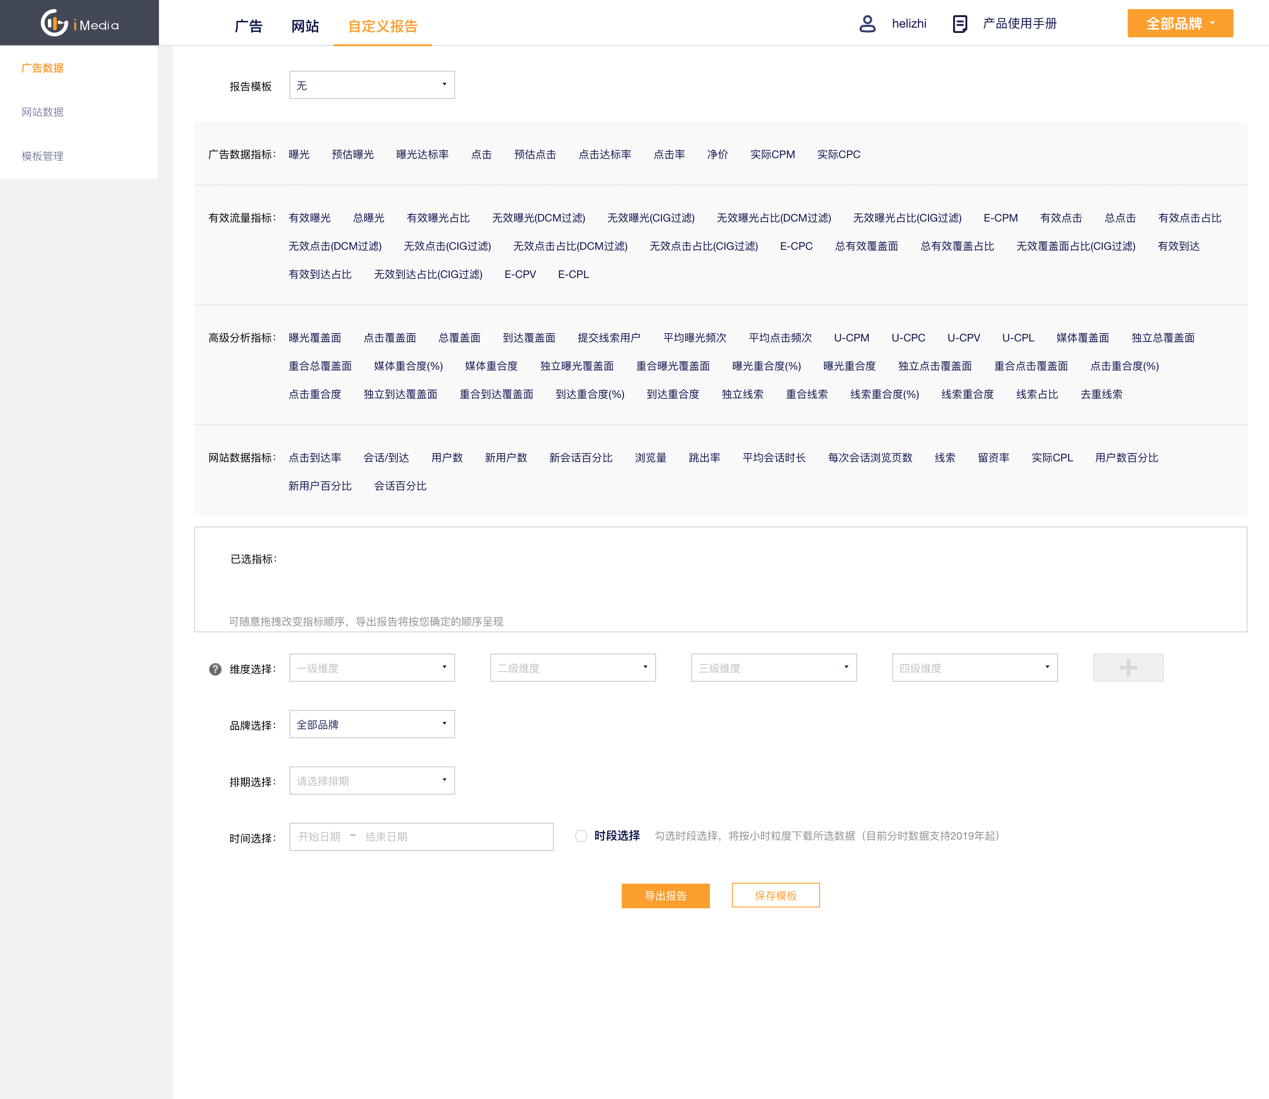 iMedia
广告 网站 自定义报告 helizhi 产品使用手册 全部品牌
广告数据
网站数据
模板管理
报告模板 无
广告数据指标： 曝光 预估曝光 曝光达标率 点击 预估点击 点击达标率 点击率 净价 实际CPM 实际CPC
有效流量指标： 有效曝光 总曝光 有效曝光占比 无效曝光(DCM过滤) 无效曝光(CIG过滤) 无效曝光占比(DCM过滤) 无效曝光占比(CIG过滤) E-CPM 有效点击 总点击 有效点击占比
无效点击(DCM过滤) 无效点击(CIG过滤) 无效点击占比(DCM过滤) 无效点击占比(CIG过滤) E-CPC 总有效覆盖面 总有效覆盖占比 无效覆盖面占比(CIG过滤) 有效到达
有效到达占比 无效到达占比(CIG过滤) E-CPV E-CPL
高级分析指标： 曝光覆盖面 点击覆盖面 总覆盖面 到达覆盖面 提交线索用户 平均曝光频次 平均点击频次 U-CPM U-CPC U-CPV U-CPL 媒体覆盖面 独立总覆盖面
重合总覆盖面 媒体重合度(%) 媒体重合度 独立曝光覆盖面 重合曝光覆盖面 曝光重合度(%) 曝光重合度 独立点击覆盖面 重合点击覆盖面 点击重合度(%)
点击重合度 独立到达覆盖面 重合到达覆盖面 到达重合度(%) 到达重合度 独立线索 重合线索 线索重合度(%) 线索重合度 线索占比 去重线索
网站数据指标： 点击到达率 会话/到达 用户数 新用户数 新会话百分比 浏览量 跳出率 平均会话时长 每次会话浏览页数 线索 留资率 实际CPL 用户数百分比
新用户百分比 会话百分比
已选指标：
可随意拖拽改变指标顺序，导出报告将按您确定的顺序呈现
? 维度选择： 一级维度 二级维度 三级维度 四级维度 +
品牌选择： 全部品牌
排期选择： 请选择排期
时间选择： 开始日期 ~ 结束日期 时段选择 勾选时段选择，将按小时粒度下载所选数据（目前分时数据支持2019年起）
导出报告 保存模板